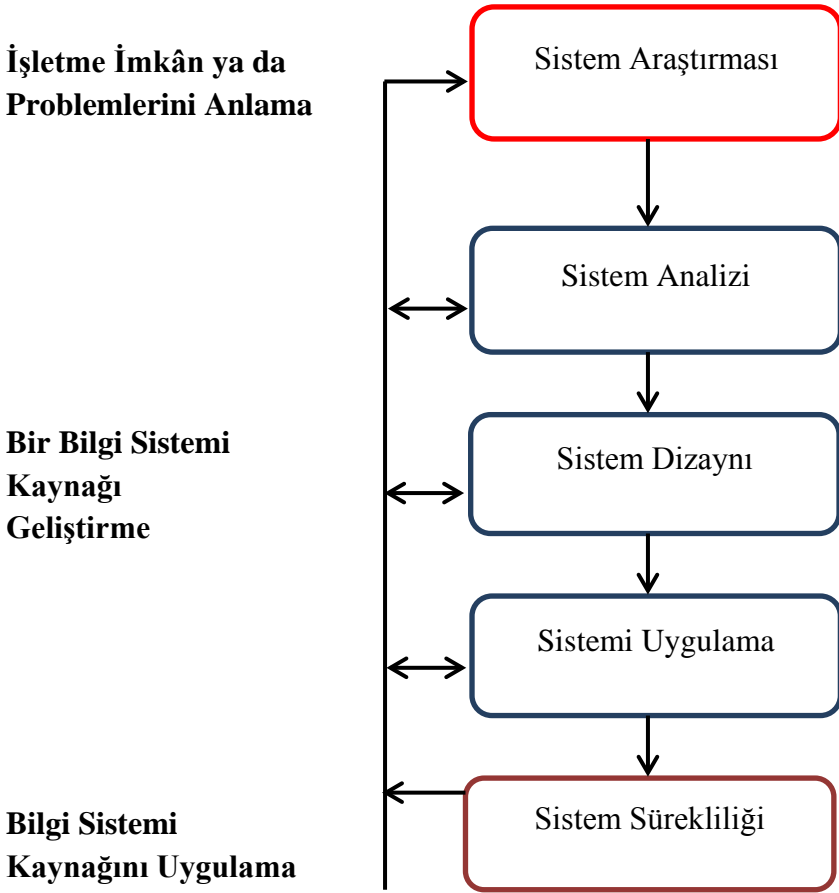 İşletme İmkân ya da
Problemlerini Anlama
Sistem Araştırması
Sistem Analizi
Bir Bilgi Sistemi
Kaynağı
Geliştirme
Sistem Dizaynı
Sistemi Uygulama
Bilgi Sistemi
Kaynağını Uygulama
Sistem Sürekliliği